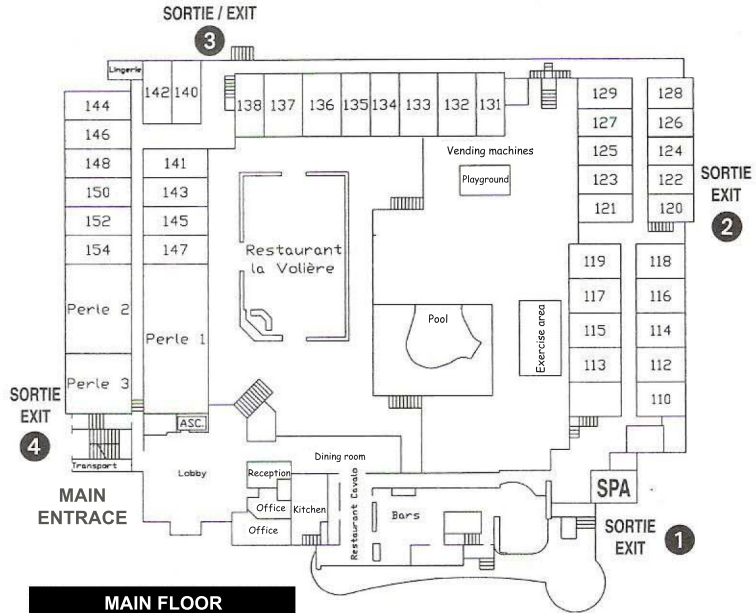 SORTIE / EXIT
3
Lingerie
142 140
144
146
148
150
152
154
141
143
145
147
138 137 136 135 134 133 132 131
Vending machines
Playground
129
127
125
123
121
128
126
124
122
120
SORTIE
EXIT
2
119
117
115
113
118
116
114
112
110
Restaurant
la Volière
Pool
Exercise area
Perle 2
Perle 1
Perle 3
SORTIE
EXIT
4
ASC.
Transport
MAIN
ENTRACE
Lobby
Dining room
Reception
Office
Office
Kitchen
Restaurant Cavala
Bars
SPA
SORTIE
EXIT
1
MAIN FLOOR